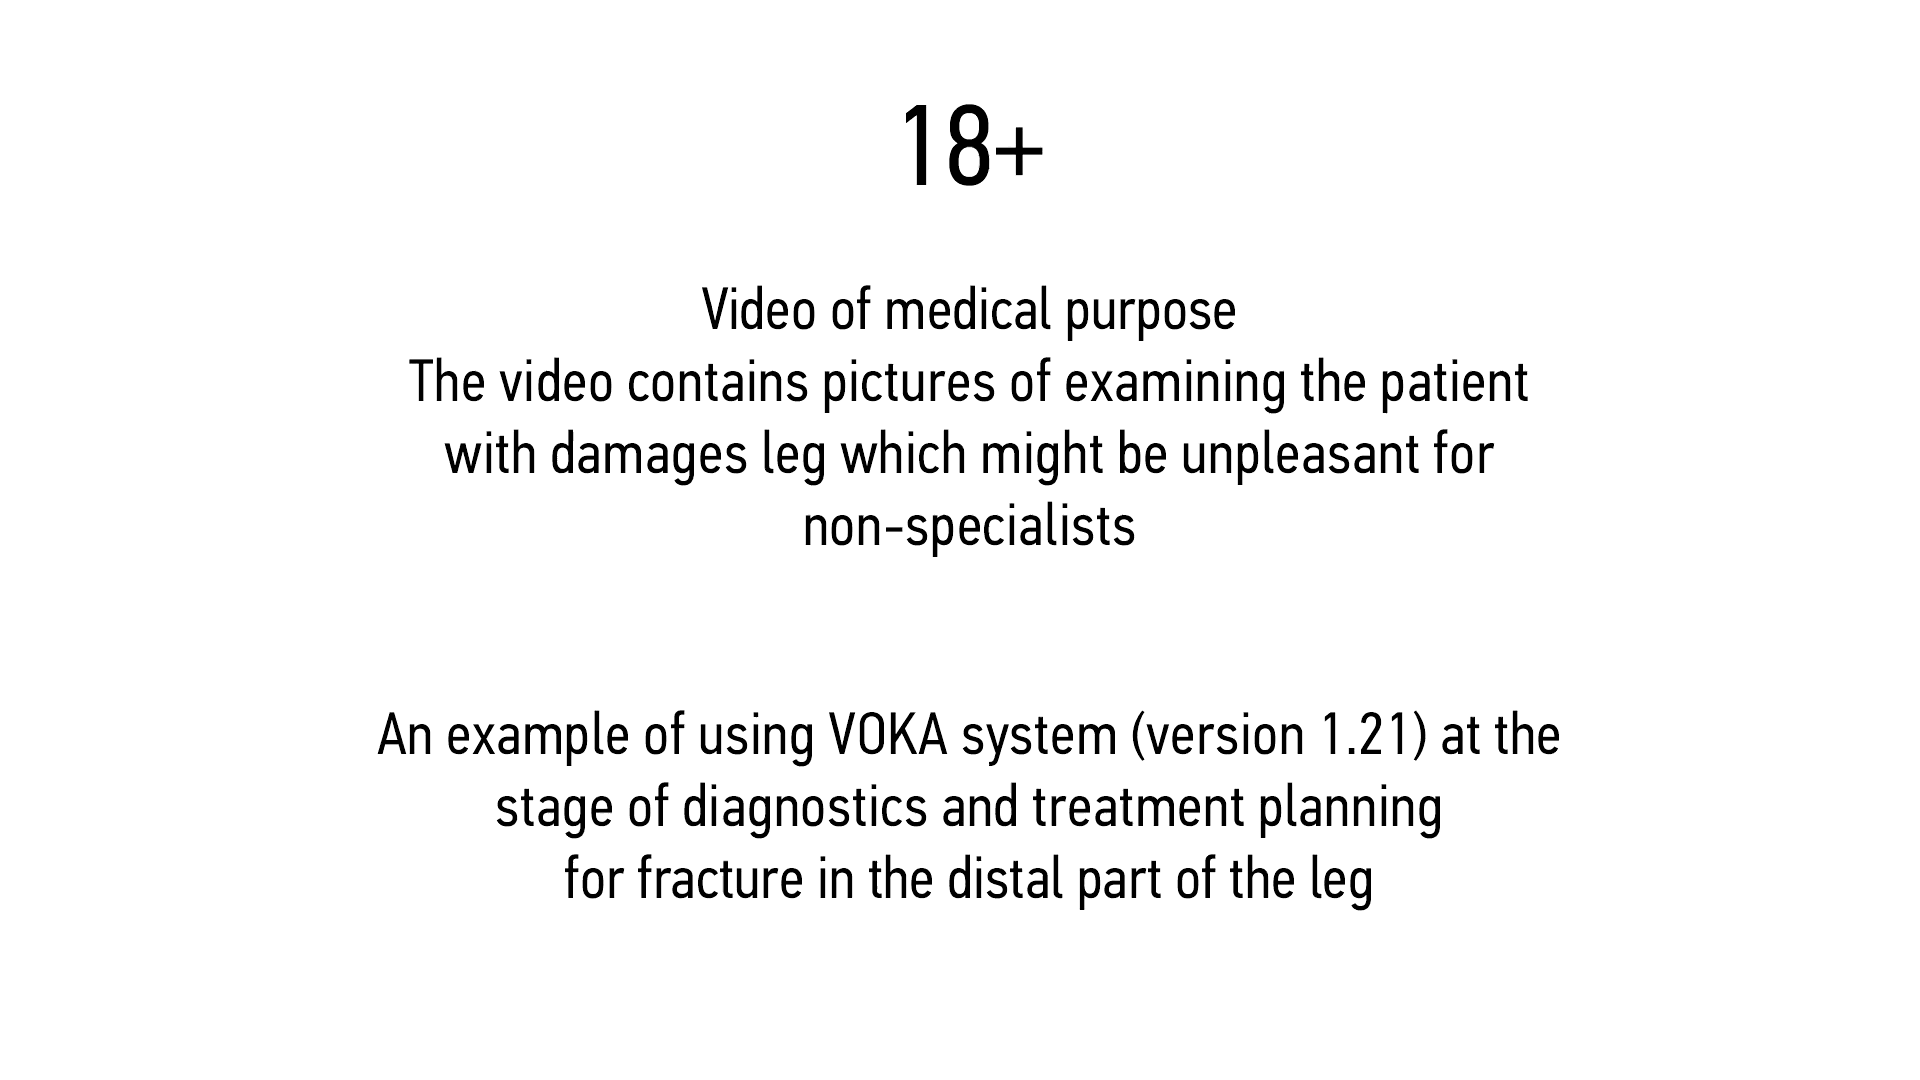 18+
Video of medical purpose
The video contains pictures of examining the patient
with damages leg which might be unpleasant for
non-specialists
An example of using VOKA system (version 1.21) at the
stage of diagnostics and treatment planning
for fracture in the distal part of the leg